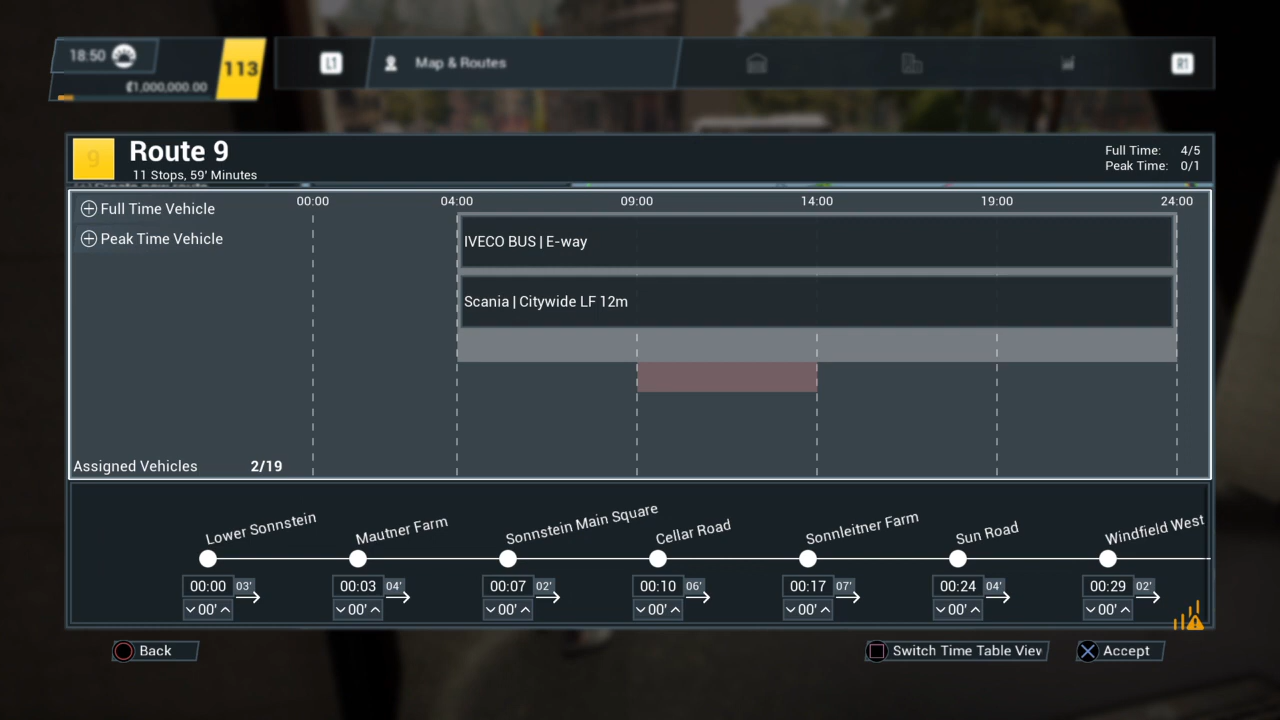 18:50
₡1,000,000.00
113
L1
Map & Routes
R1
9
Route 9
11 Stops, 59' Minutes
Full Time: 4/5
Peak Time: 0/1
Full Time Vehicle
Peak Time Vehicle
00:00 04:00 09:00 14:00 19:00 24:00
IVECO BUS | E-way
Scania | Citywide LF 12m
Assigned Vehicles 2/19
Lower Sonnstein
Mautner Farm
Sonnstein Main Square
Cellar Road
Sonnleitner Farm
Sun Road
Windfield West
00:00 03' 00:03 04' 00:07 02' 00:10 06' 00:17 07' 00:24 04' 00:29 02'
00' 00' 00' 00' 00' 00' 00'
Back
Switch Time Table View
Accept